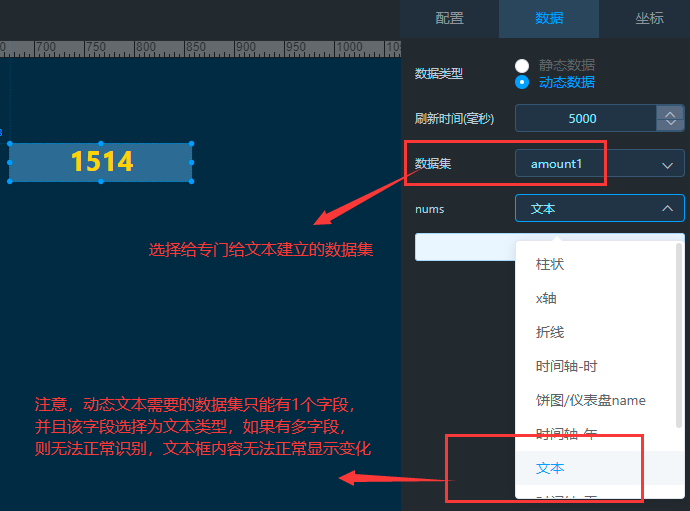 配置 数据 坐标
700 750 800 850 900 950 1000
数据类型 静态数据
动态数据
刷新时间(毫秒) 5000
1514
数据集 amount1
nums 文本
选择给专门给文本建立的数据集
柱状
x轴
折线
时间轴-时
饼图/仪表盘name
时间轴-年
文本
注意，动态文本需要的数据集只能有1个字段，
并且该字段选择为文本类型，如果有多字段，
则无法正常识别，文本框内容无法正常显示变化